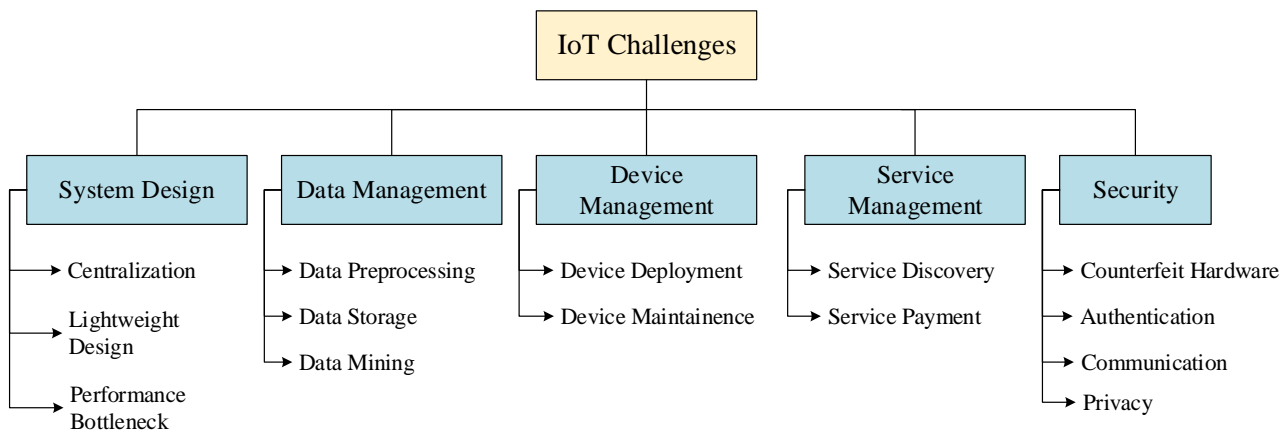 IoT Challenges
System Design
Centralization
Lightweight
Design
Performance
Bottleneck
Data Management
Data Preprocessing
Data Storage
Data Mining
Device
Management
Device Deployment
Device Maintainence
Service
Management
Service Discovery
Service Payment
Security
Counterfeit Hardware
Authentication
Communication
Privacy